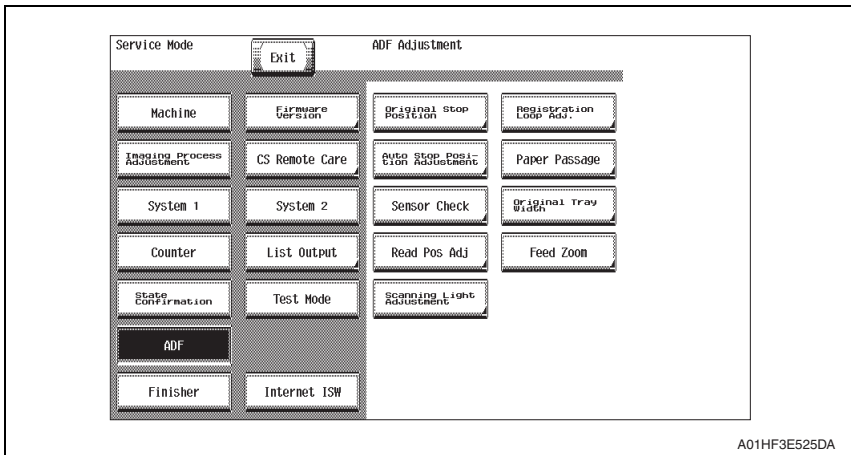 Service Mode
Exit
ADF Adjustment
Machine
Firmware
Version
Original Stop
Position
Registration
Loop Adj.
Imaging Process
Adjustment
CS Remote Care
Auto Stop Posi-
tion Adjustment
Paper Passage
System 1
System 2
Sensor Check
Original Tray
Width
Counter
List Output
Read Pos Adj
Feed Zoom
State
Confirmation
Test Mode
Scanning Light
Adjustment
ADF
Finisher
Internet ISW
A01HF3E525DA